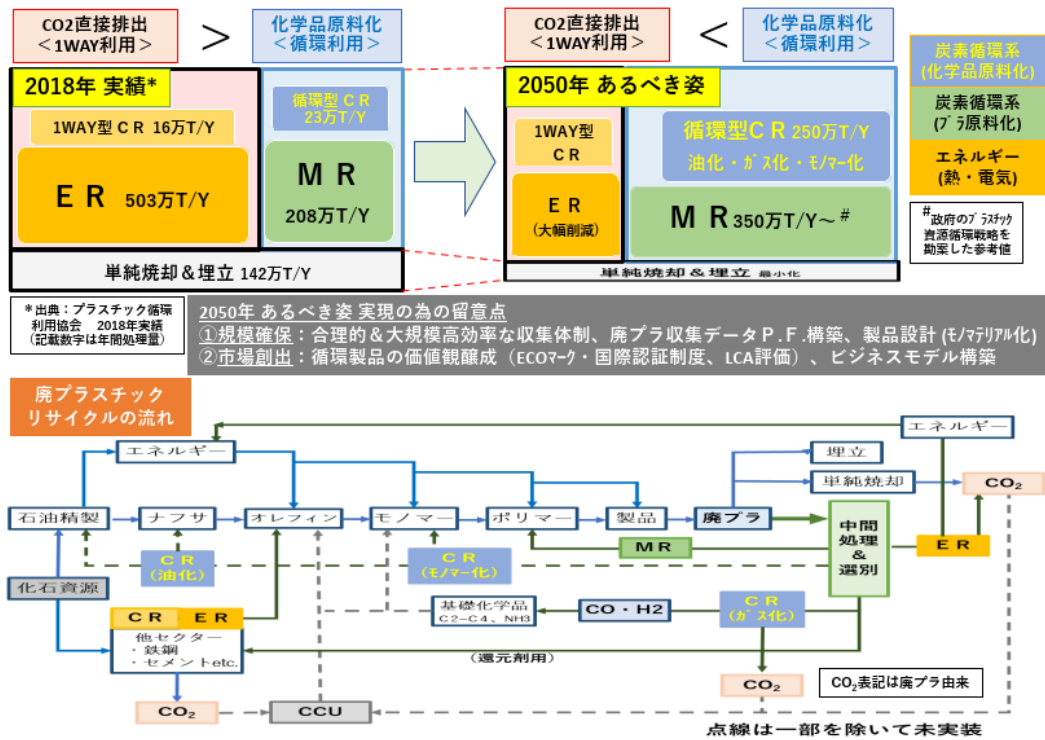 CO2直接排出
＜1WAY利用＞
＞
化学品原料化
＜循環利用＞
CO2直接排出
＜1WAY利用＞
＜
化学品原料化
＜循環利用＞
2018年 実績*
1WAY型ＣＲ 16万T/Y
ＥＲ 503万T/Y
循環型ＣＲ
23万T/Y
ＭＲ
208万T/Y
単純焼却＆埋立 142万T/Y
2050年 あるべき姿
1WAY型
ＣＲ
ＥＲ
(大幅削減)
循環型ＣＲ 250万T/Y
油化・ガス化・モノマー化
ＭＲ350万T/Y～#
単純焼却＆埋立 最小化
炭素循環系
(化学品原料化)
炭素循環系
(プラ原料化)
エネルギー
(熱・電気)
#政府のプラスチック
資源循環戦略を
勘案した参考値
*出典：プラスチック循環
利用協会　2018年実績
（記載数字は年間処理量）
2050年 あるべき姿 実現の為の留意点
①規模確保：合理的＆大規模高効率な収集体制、廃プラ収集データＰ.Ｆ.構築、製品設計 (モノマテリアル化)
②市場創出：循環製品の価値観醸成（ECOマーク・国際認証制度、LCA評価）、ビジネスモデル構築
廃プラスチック
リサイクルの流れ
エネルギー
エネルギー
埋立
単純焼却
CO₂
石油精製
ナフサ
オレフィン
モノマー
ポリマー
製品
廃プラ
中間
処理
＆
選別
ＭＲ
ＥＲ
ＣＲ
(油化)
ＣＲ
(モノマー化)
化石資源
ＣＲ ＥＲ
他セクター
・鉄鋼
・セメントetc.
基礎化学品
C2−C4、NH3
CO・H2
ＣＲ
(ガス化)
(還元剤用)
CO₂
CO₂表記は廃プラ由来
CO₂
CCU
点線は一部を除いて未実装